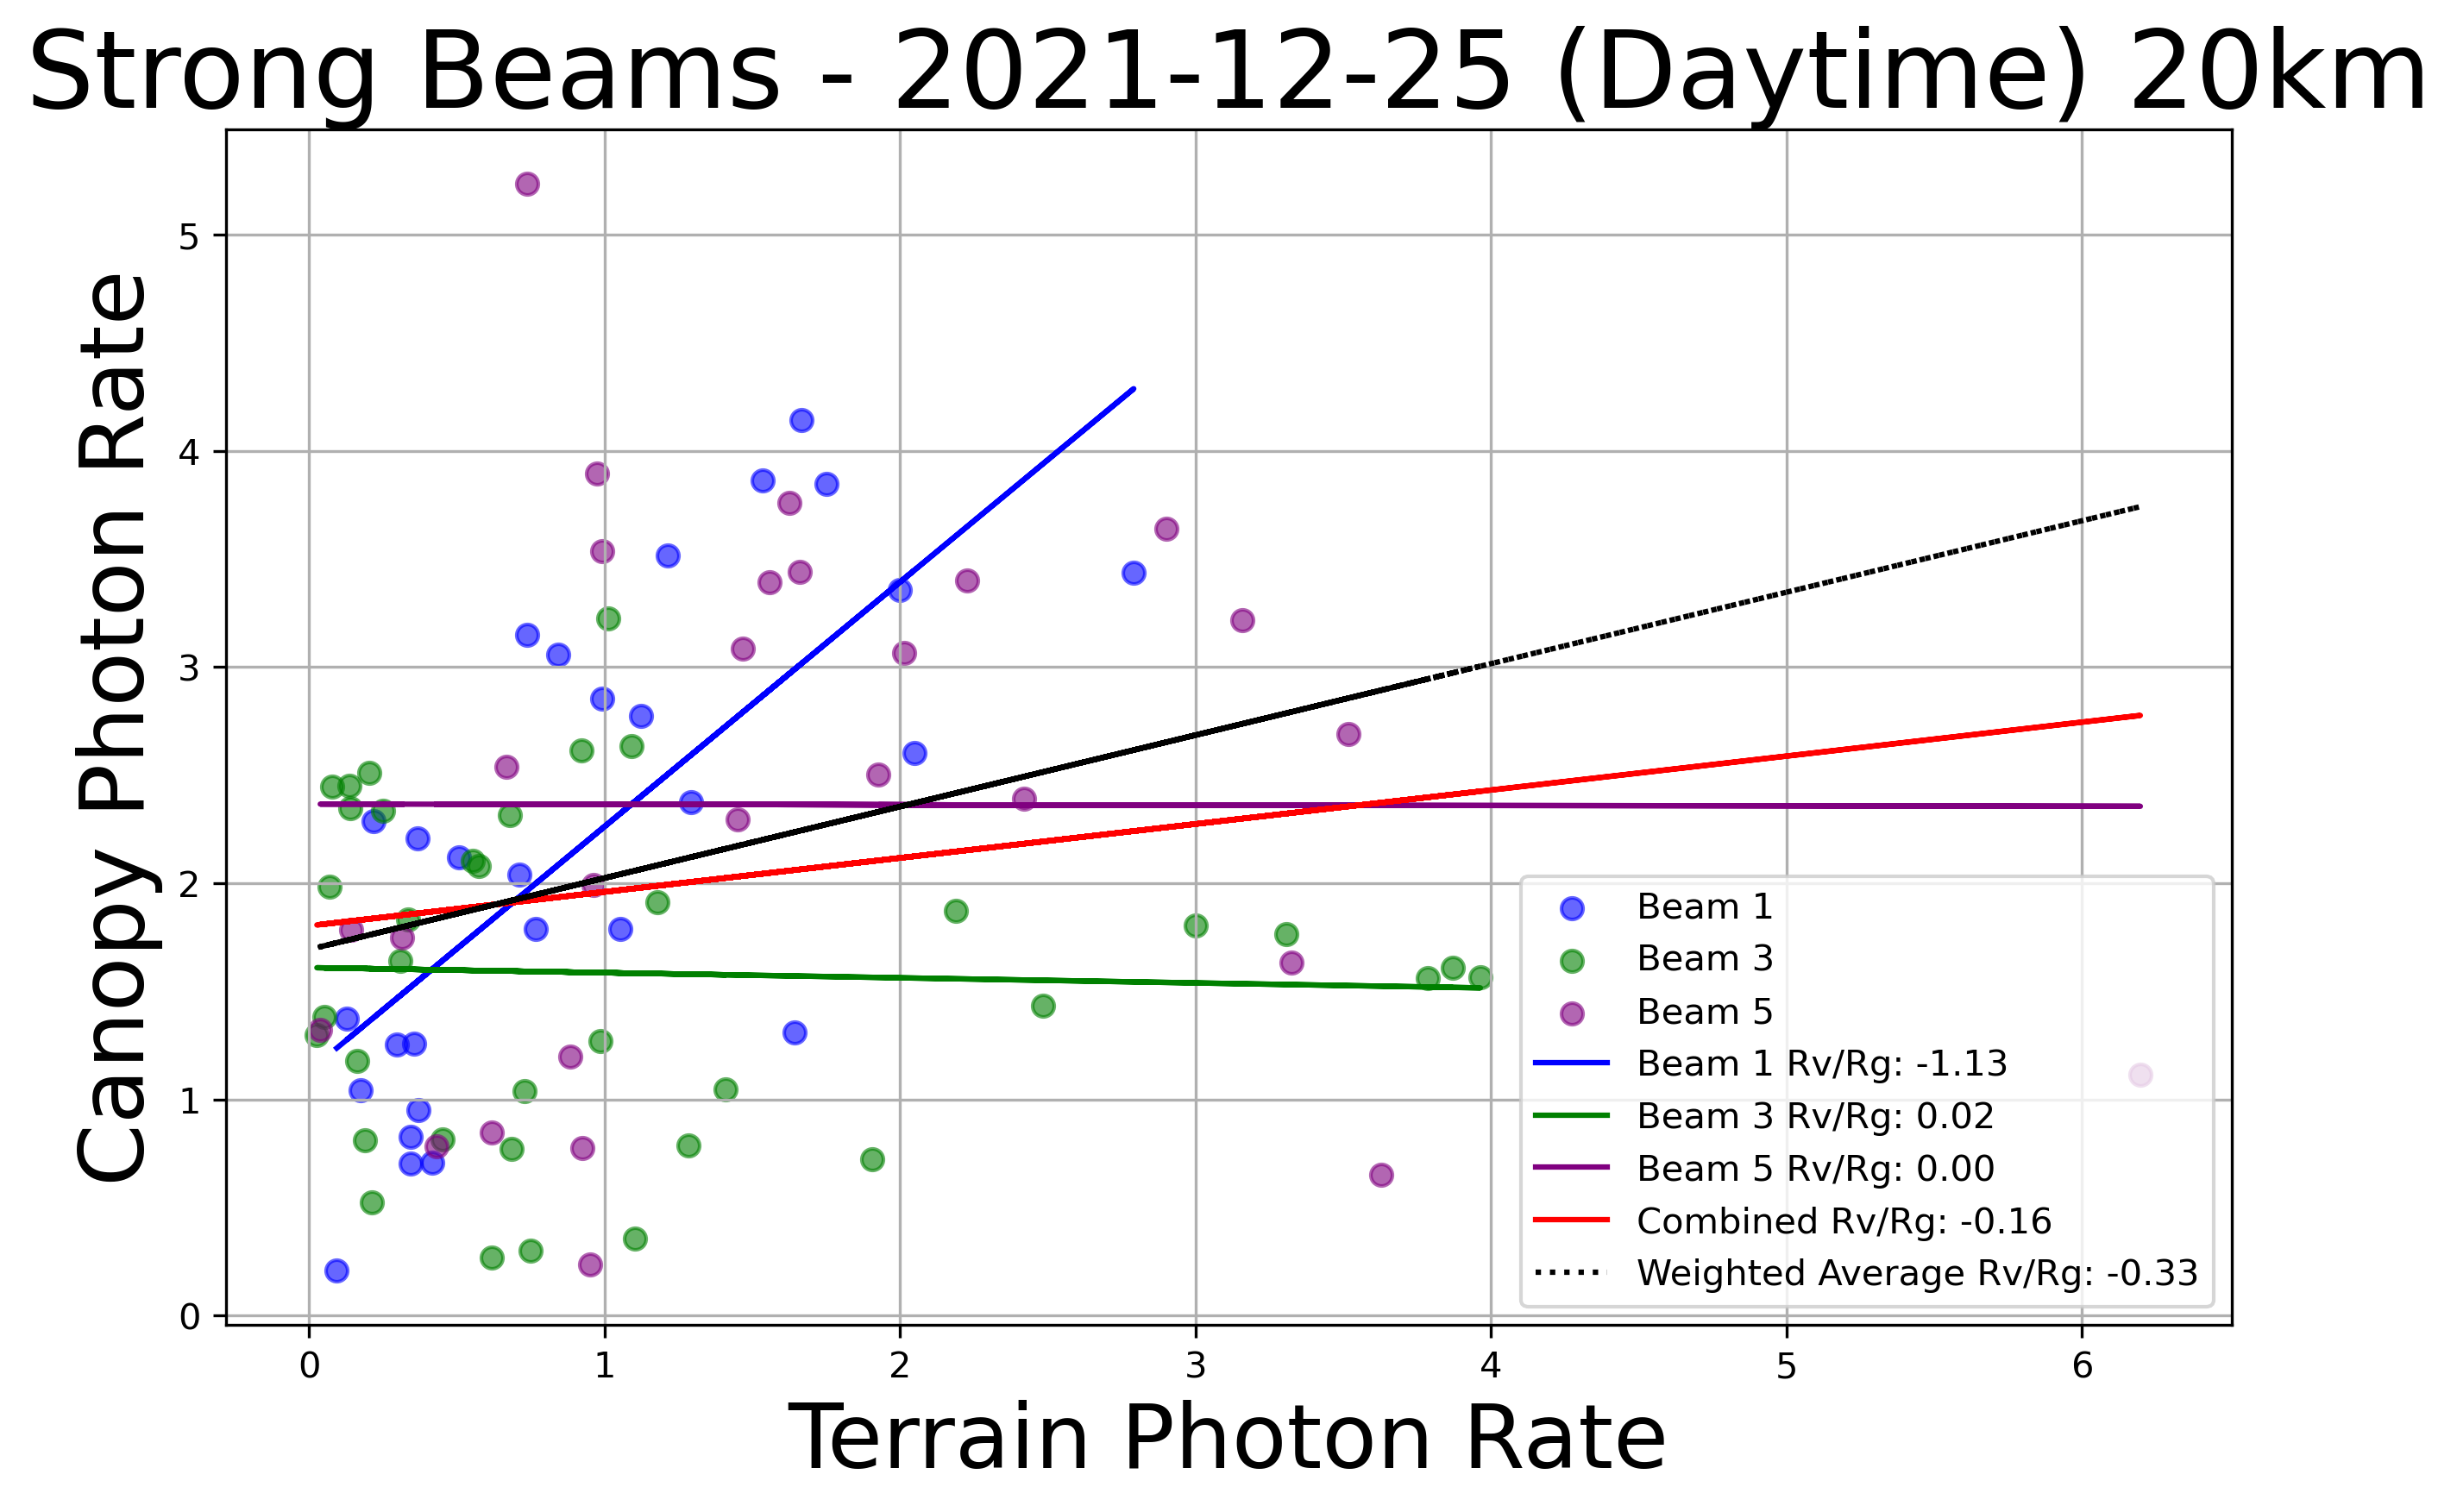 Strong Beams - 2021-12-25 (Daytime) 20km
Canopy Photon Rate
5
4
3
2
1
0
0 1 2 3 4 5 6
Terrain Photon Rate
Beam 1
Beam 3
Beam 5
Beam 1 Rv/Rg: -1.13
Beam 3 Rv/Rg: 0.02
Beam 5 Rv/Rg: 0.00
Combined Rv/Rg: -0.16
Weighted Average Rv/Rg: -0.33